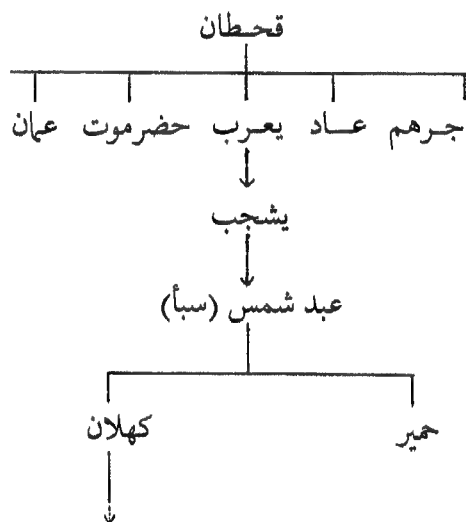 قحطان
جرهم عاد يعرب حضرموت عمان
يشجب
عبد شمس (سبأ)
حمير كهلان